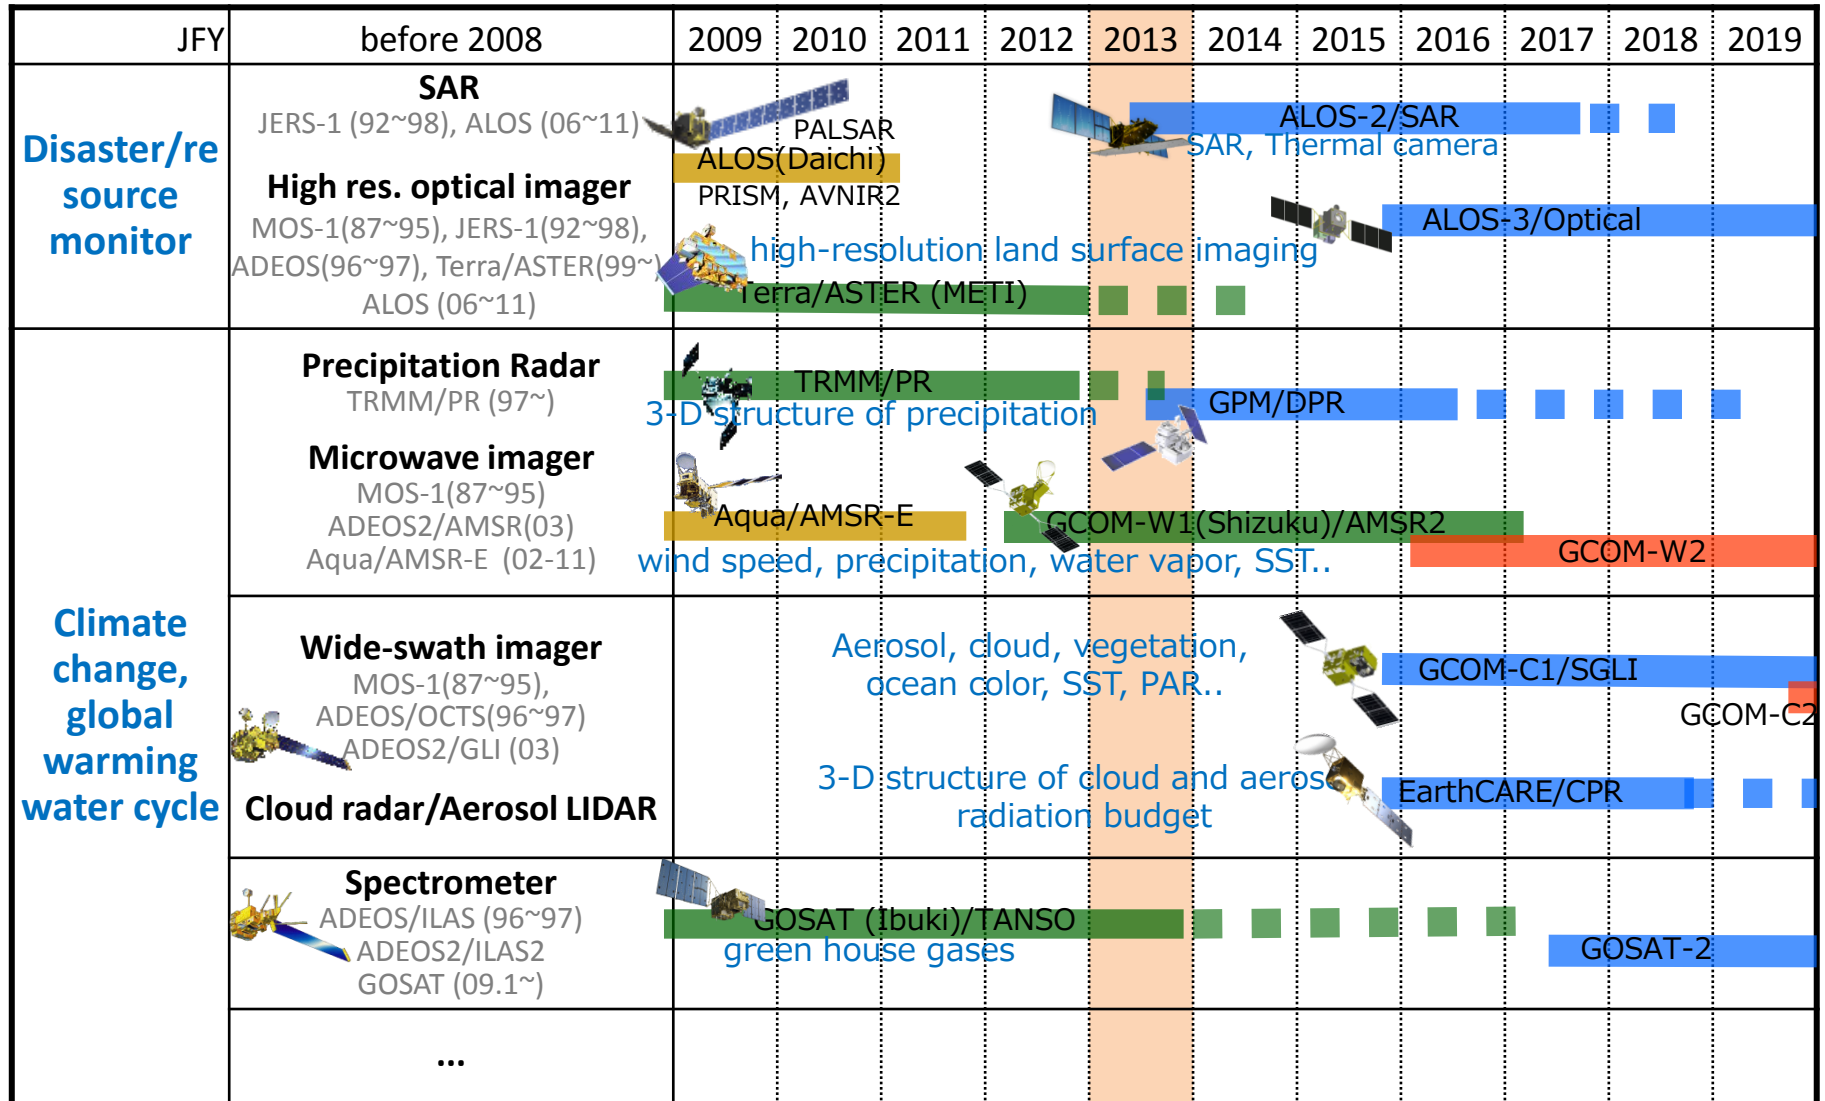 JFY before 2008 2009 2010 2011 2012 2013 2014 2015 2016 2017 2018 2019
Disaster/re
source
monitor
SAR
JERS-1 (92~98), ALOS (06~11)
High res. optical imager
MOS-1(87~95), JERS-1(92~98),
ADEOS(96~97), Terra/ASTER(99~)
ALOS (06~11)
PALSAR
ALOS(Daichi)
PRISM, AVNIR2
ALOS-2/SAR
SAR, Thermal camera
ALOS-3/Optical
high-resolution land surface imaging
Terra/ASTER (METI)
Climate
change,
global
warming
water cycle
Precipitation Radar
TRMM/PR (97~)
Microwave imager
MOS-1(87~95)
ADEOS2/AMSR(03)
Aqua/AMSR-E (02-11)
TRMM/PR
3-D structure of precipitation
GPM/DPR
Aqua/AMSR-E
GCOM-W1(Shizuku)/AMSR2
wind speed, precipitation, water vapor, SST..
GCOM-W2
Wide-swath imager
MOS-1(87~95),
ADEOS/OCTS(96~97)
ADEOS2/GLI (03)
Cloud radar/Aerosol LIDAR
Aerosol, cloud, vegetation,
ocean color, SST, PAR..
GCOM-C1/SGLI
GCOM-C2
3-D structure of cloud and aeros
radiation budget
EarthCARE/CPR
Spectrometer
ADEOS/ILAS (96~97)
ADEOS2/ILAS2
GOSAT (09.1~)
GOSAT (Ibuki)/TANSO
green house gases
GOSAT-2
...